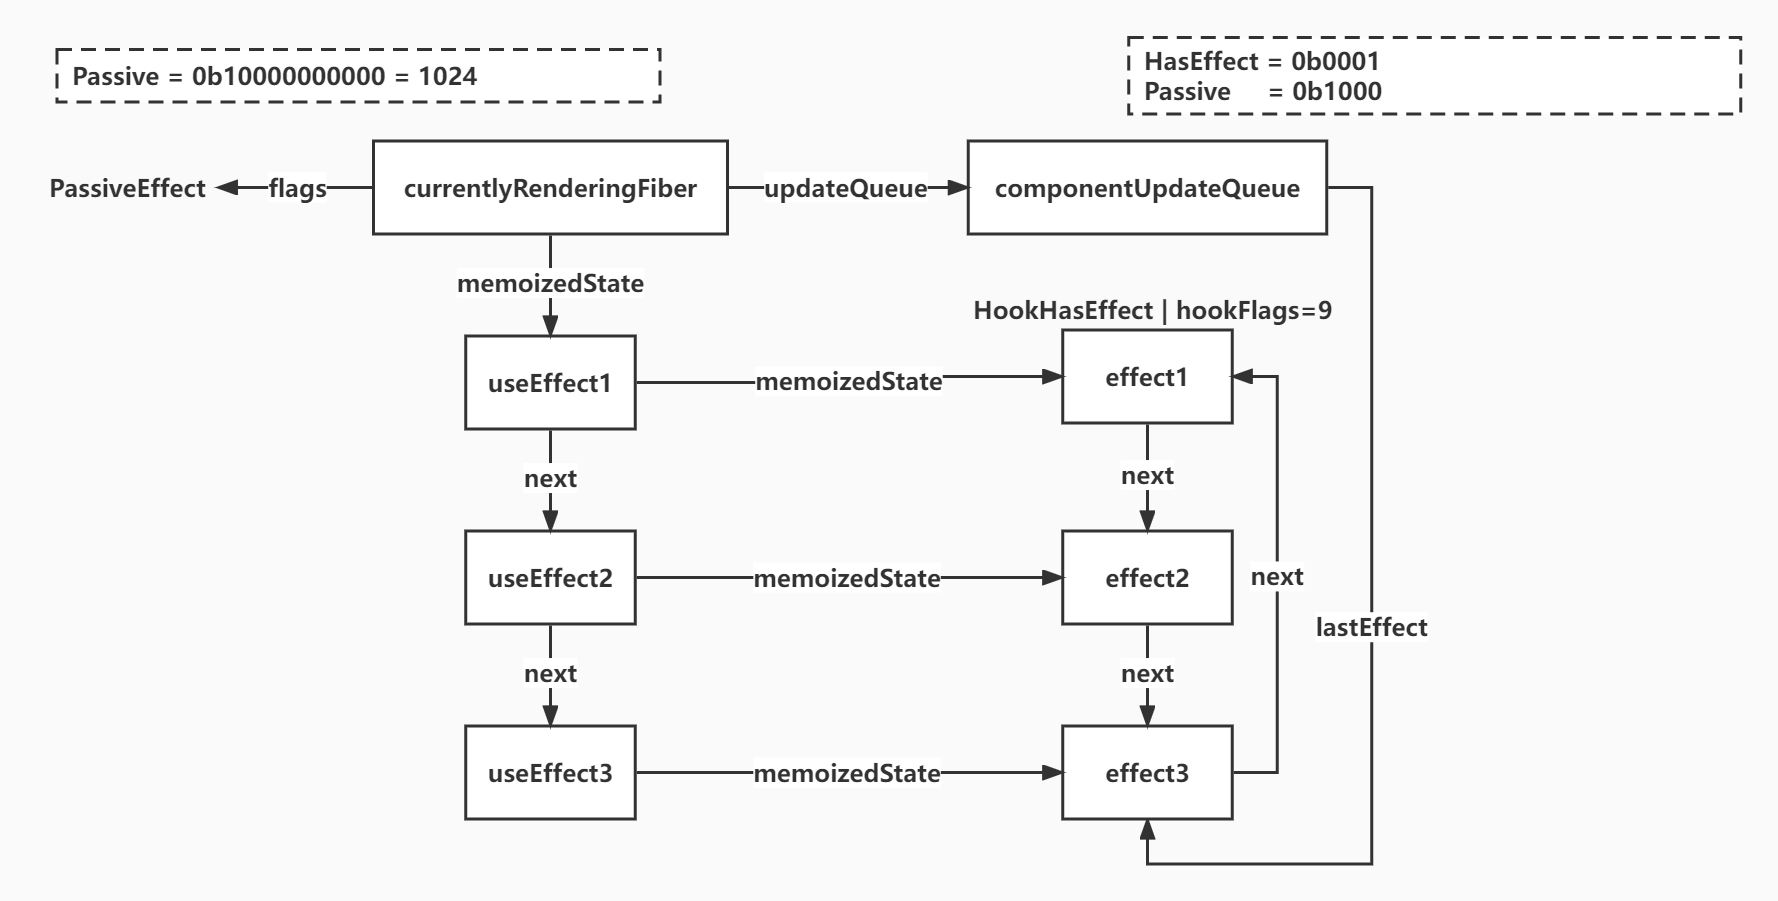 Passive = 0b10000000000 = 1024
HasEffect = 0b0001
Passive = 0b1000
PassiveEffect
flags
currentlyRenderingFiber
updateQueue
componentUpdateQueue
memoizedState
HookHasEffect | hookFlags=9
useEffect1
memoizedState
effect1
next
next
useEffect2
memoizedState
effect2
next
lastEffect
next
next
useEffect3
memoizedState
effect3